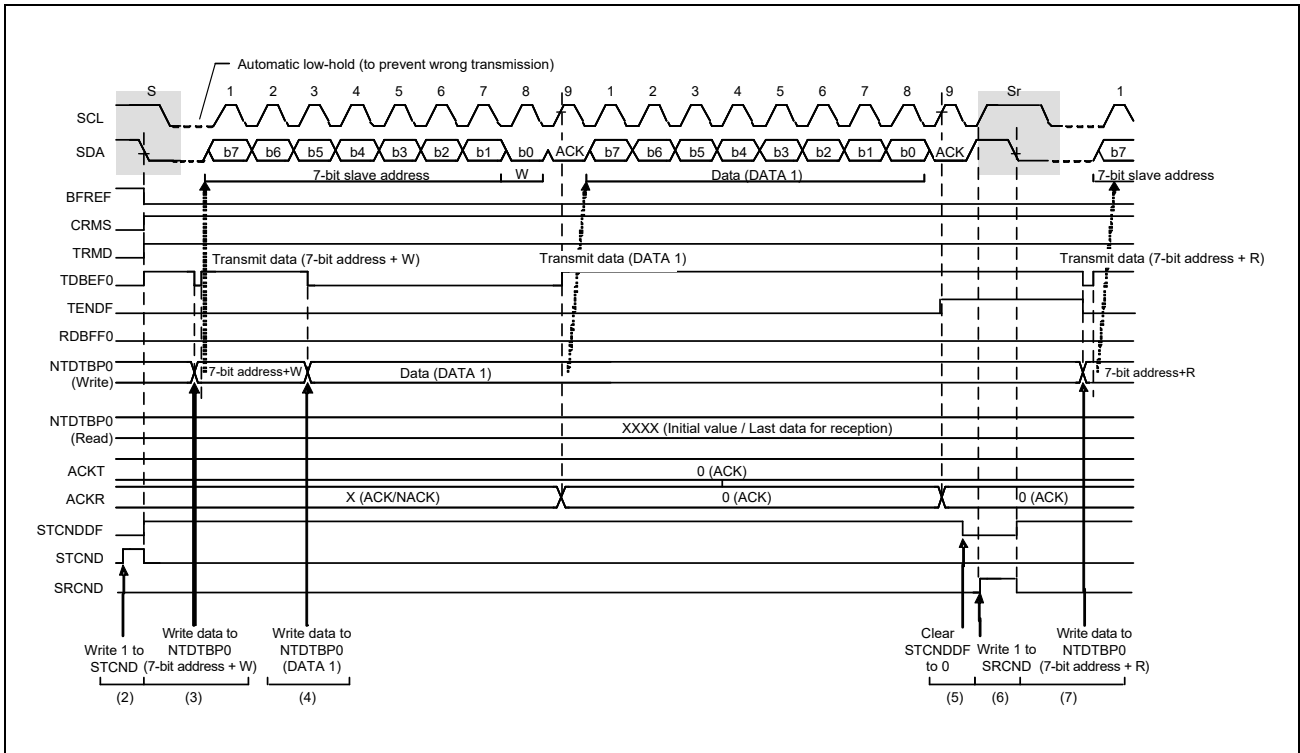 Automatic low-hold (to prevent wrong transmission)
S 1 2 3 4 5 6 7 8 9 1 2 3 4 5 6 7 8 9 Sr 1
SCL
SDA b7 b6 b5 b4 b3 b2 b1 b0 ACK b7 b6 b5 b4 b3 b2 b1 b0 ACK b7
7-bit slave address W Data (DATA 1) 7-bit slave address
BFREF
CRMS
TRMD
Transmit data (7-bit address + W) Transmit data (DATA 1) Transmit data (7-bit address + R)
TDBEF0
TENDF
RDBFF0
NTDTBP0
(Write) 7-bit address+W Data (DATA 1) 7-bit address+R
NTDTBP0
(Read) XXXX (Initial value / Last data for reception)
ACKT 0 (ACK)
ACKR X (ACK/NACK) 0 (ACK) 0 (ACK)
STCNDDF
STCND
SRCND
Write 1 to
STCND
Write data to
NTDTBP0
(7-bit address + W)
Write data to
NTDTBP0
(DATA 1)
Clear
STCNDDF
to 0
Write 1 to
SRCND
Write data to
NTDTBP0
(7-bit address + R)
(2) (3) (4) (5) (6) (7)